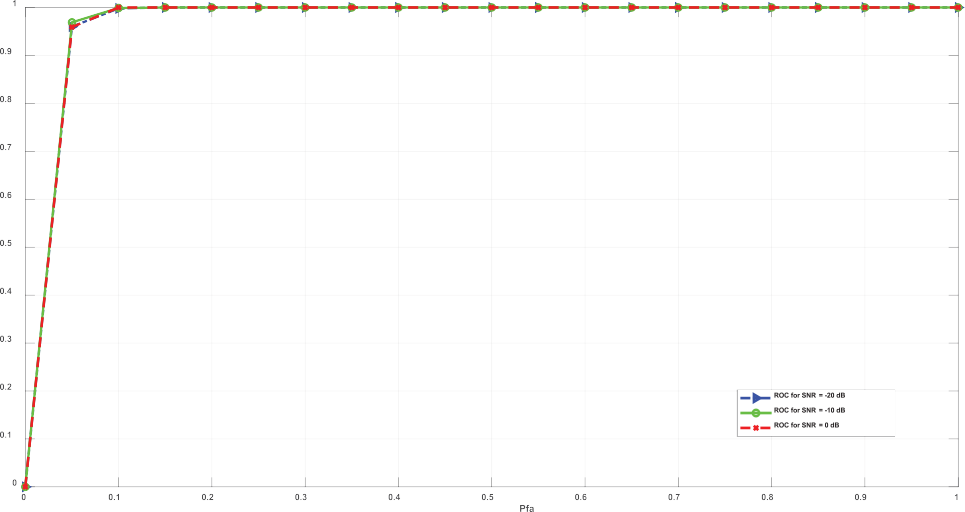 1
0.9
0.8
0.7
0.6
0.5
0.4
0.3
0.2
0.1
0
ROC for SNR = -20 dB
ROC for SNR = -10 dB
ROC for SNR = 0 dB
0 0.1 0.2 0.3 0.4 0.5 0.6 0.7 0.8 0.9 1
Pfa